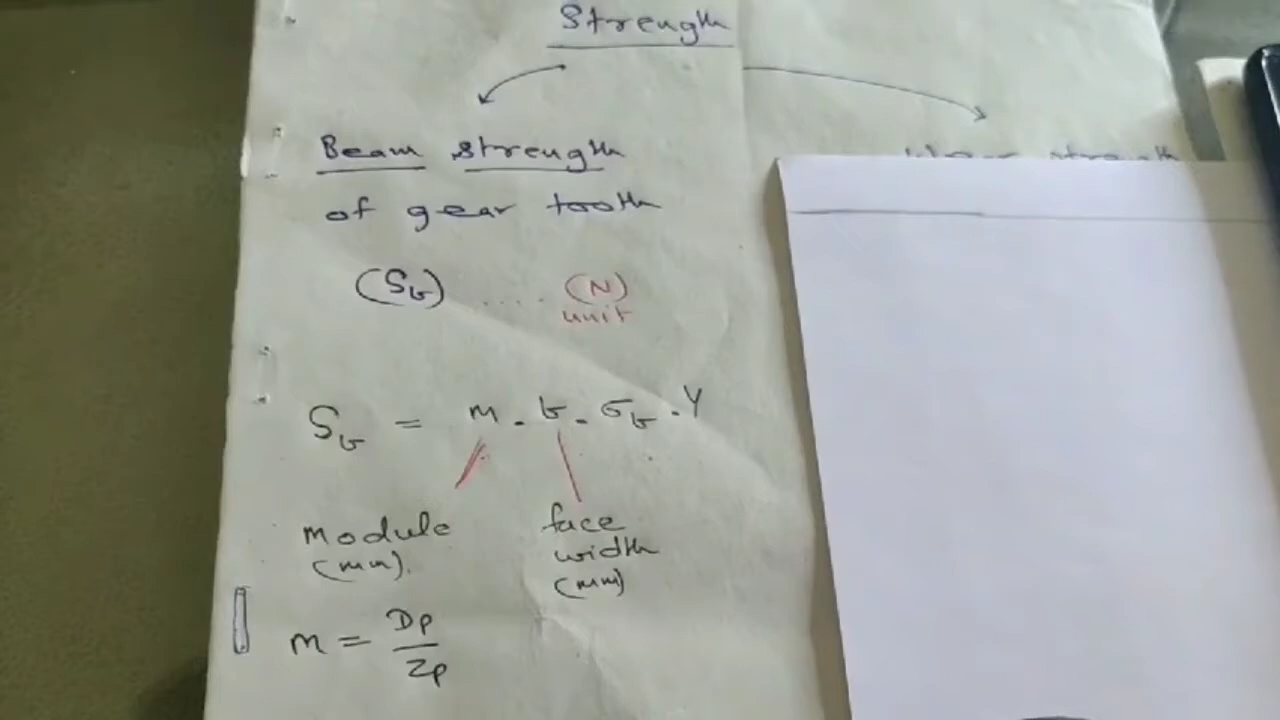 Strength
Beam strength
of gear tooth
(Sb) ..... (N)
unit
Sb = m . b . σb . Y
module
(mm).
face
width
(mm)
m = Dp
Zp